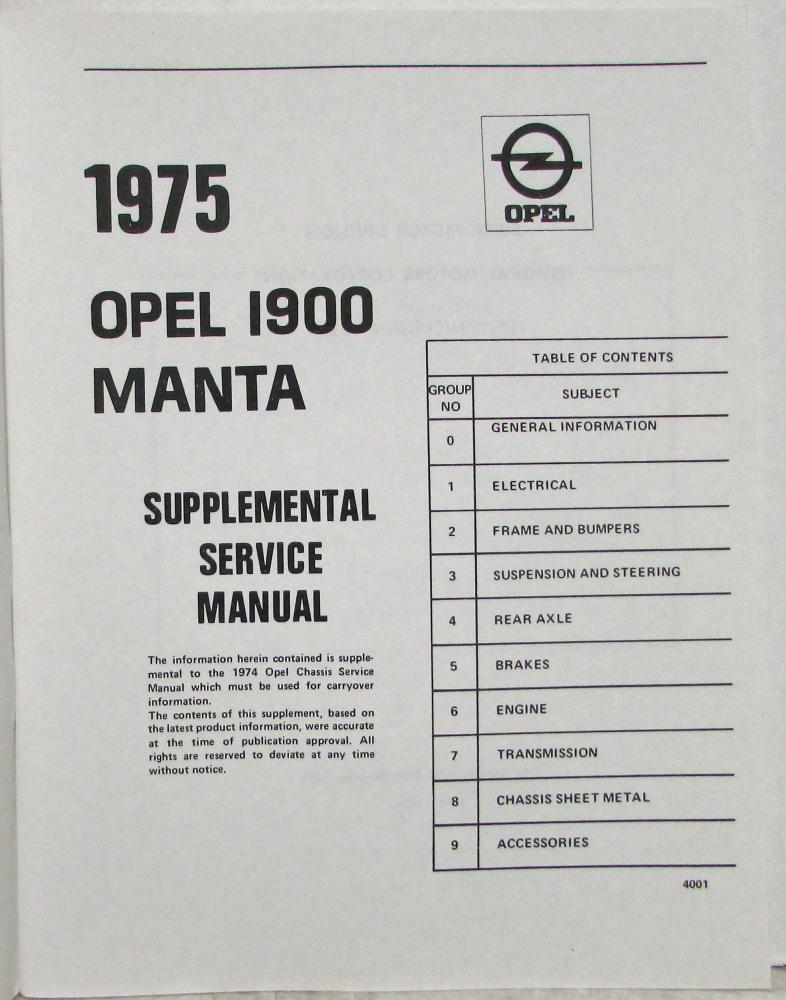 1975
OPEL
OPEL 1900
MANTA
SUPPLEMENTAL
SERVICE
MANUAL
The information herein contained is supple-
mental to the 1974 Opel Chassis Service
Manual which must be used for carryover
information.
The contents of this supplement, based on
the latest product information, were accurate
at the time of publication approval. All
rights are reserved to deviate at any time
without notice.
TABLE OF CONTENTS
GROUP NO SUBJECT
0 GENERAL INFORMATION
1 ELECTRICAL
2 FRAME AND BUMPERS
3 SUSPENSION AND STEERING
4 REAR AXLE
5 BRAKES
6 ENGINE
7 TRANSMISSION
8 CHASSIS SHEET METAL
9 ACCESSORIES
4001